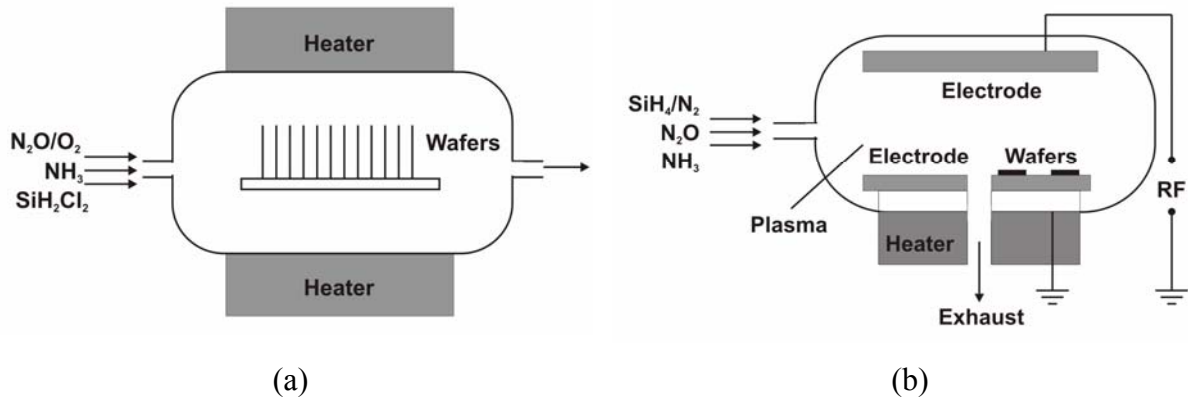 Heater
N₂O/O₂
NH₃
SiH₂Cl₂
Wafers
Heater
(a)
Electrode
SiH₄/N₂
N₂O
NH₃
Electrode
Wafers
RF
Plasma
Heater
Exhaust
(b)